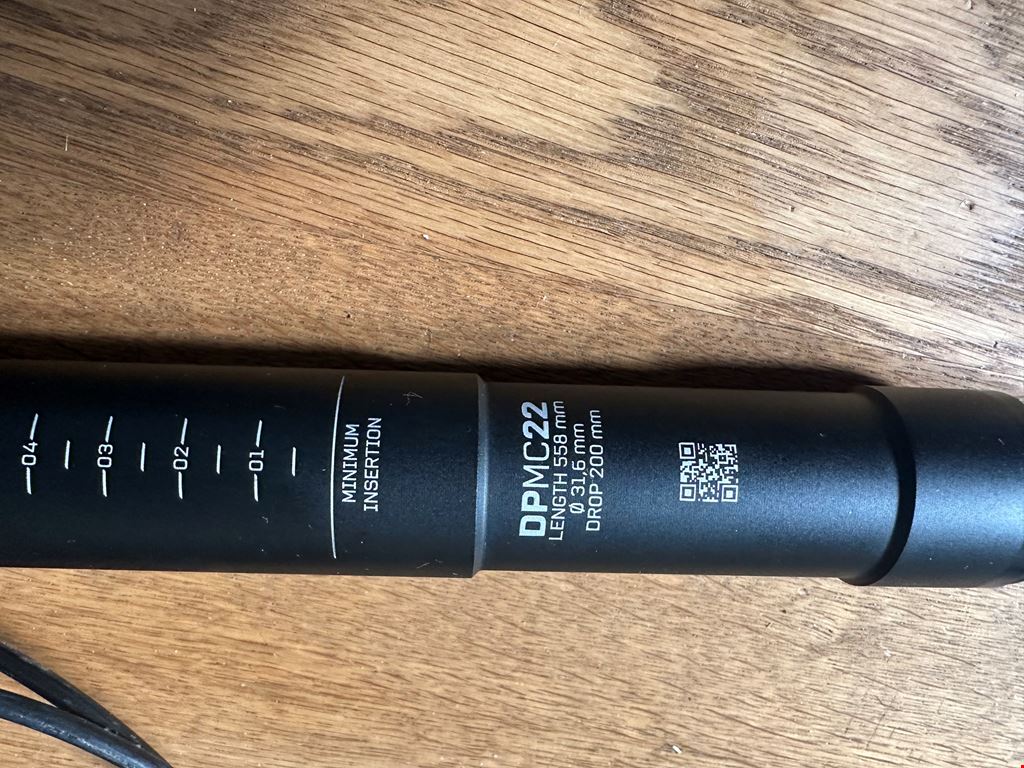 04
03
02
01
MINIMUM
INSERTION
DPMC22
LENGTH 558 mm
Ø 31,6 mm
DROP 200 mm